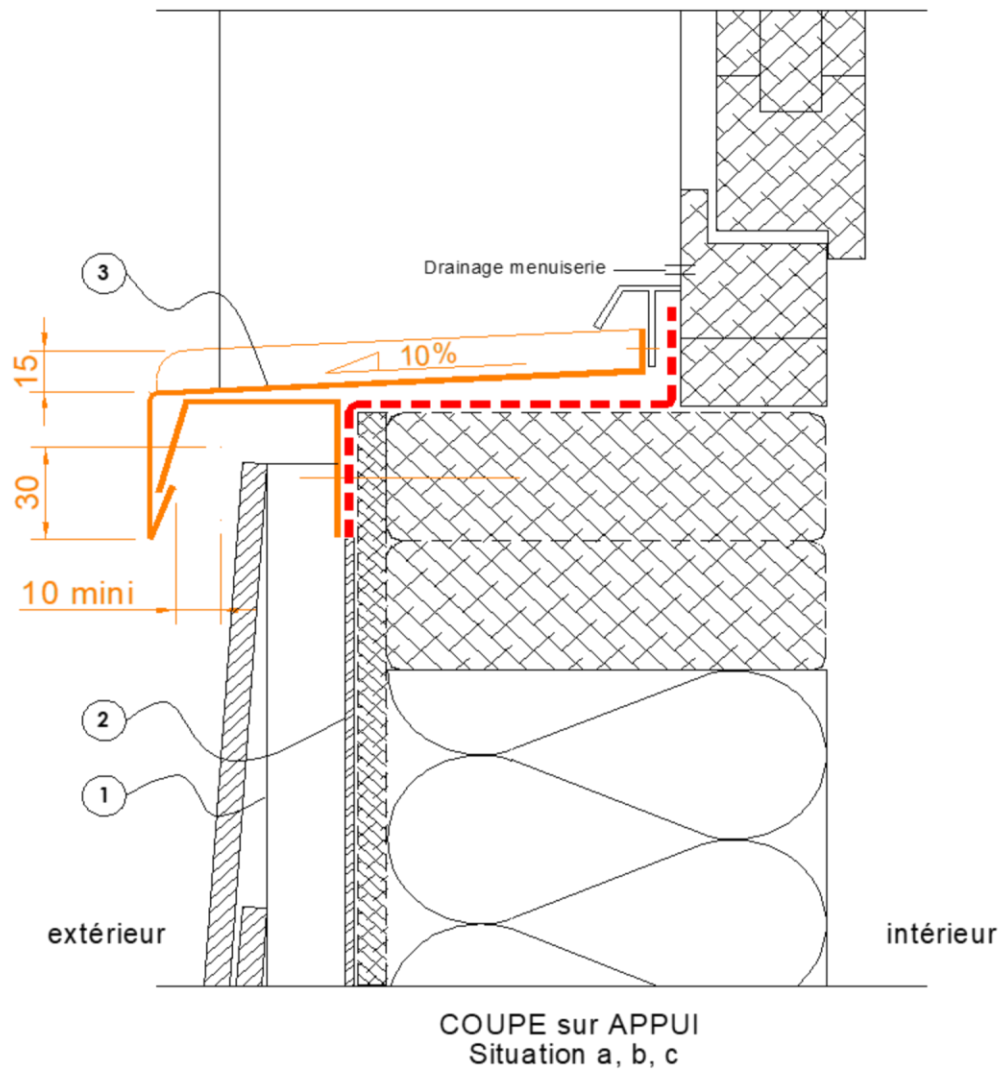 3
Drainage menuiserie
15
10%
30
10 mini
2
1
extérieur
intérieur
COUPE sur APPUI
Situation a, b, c